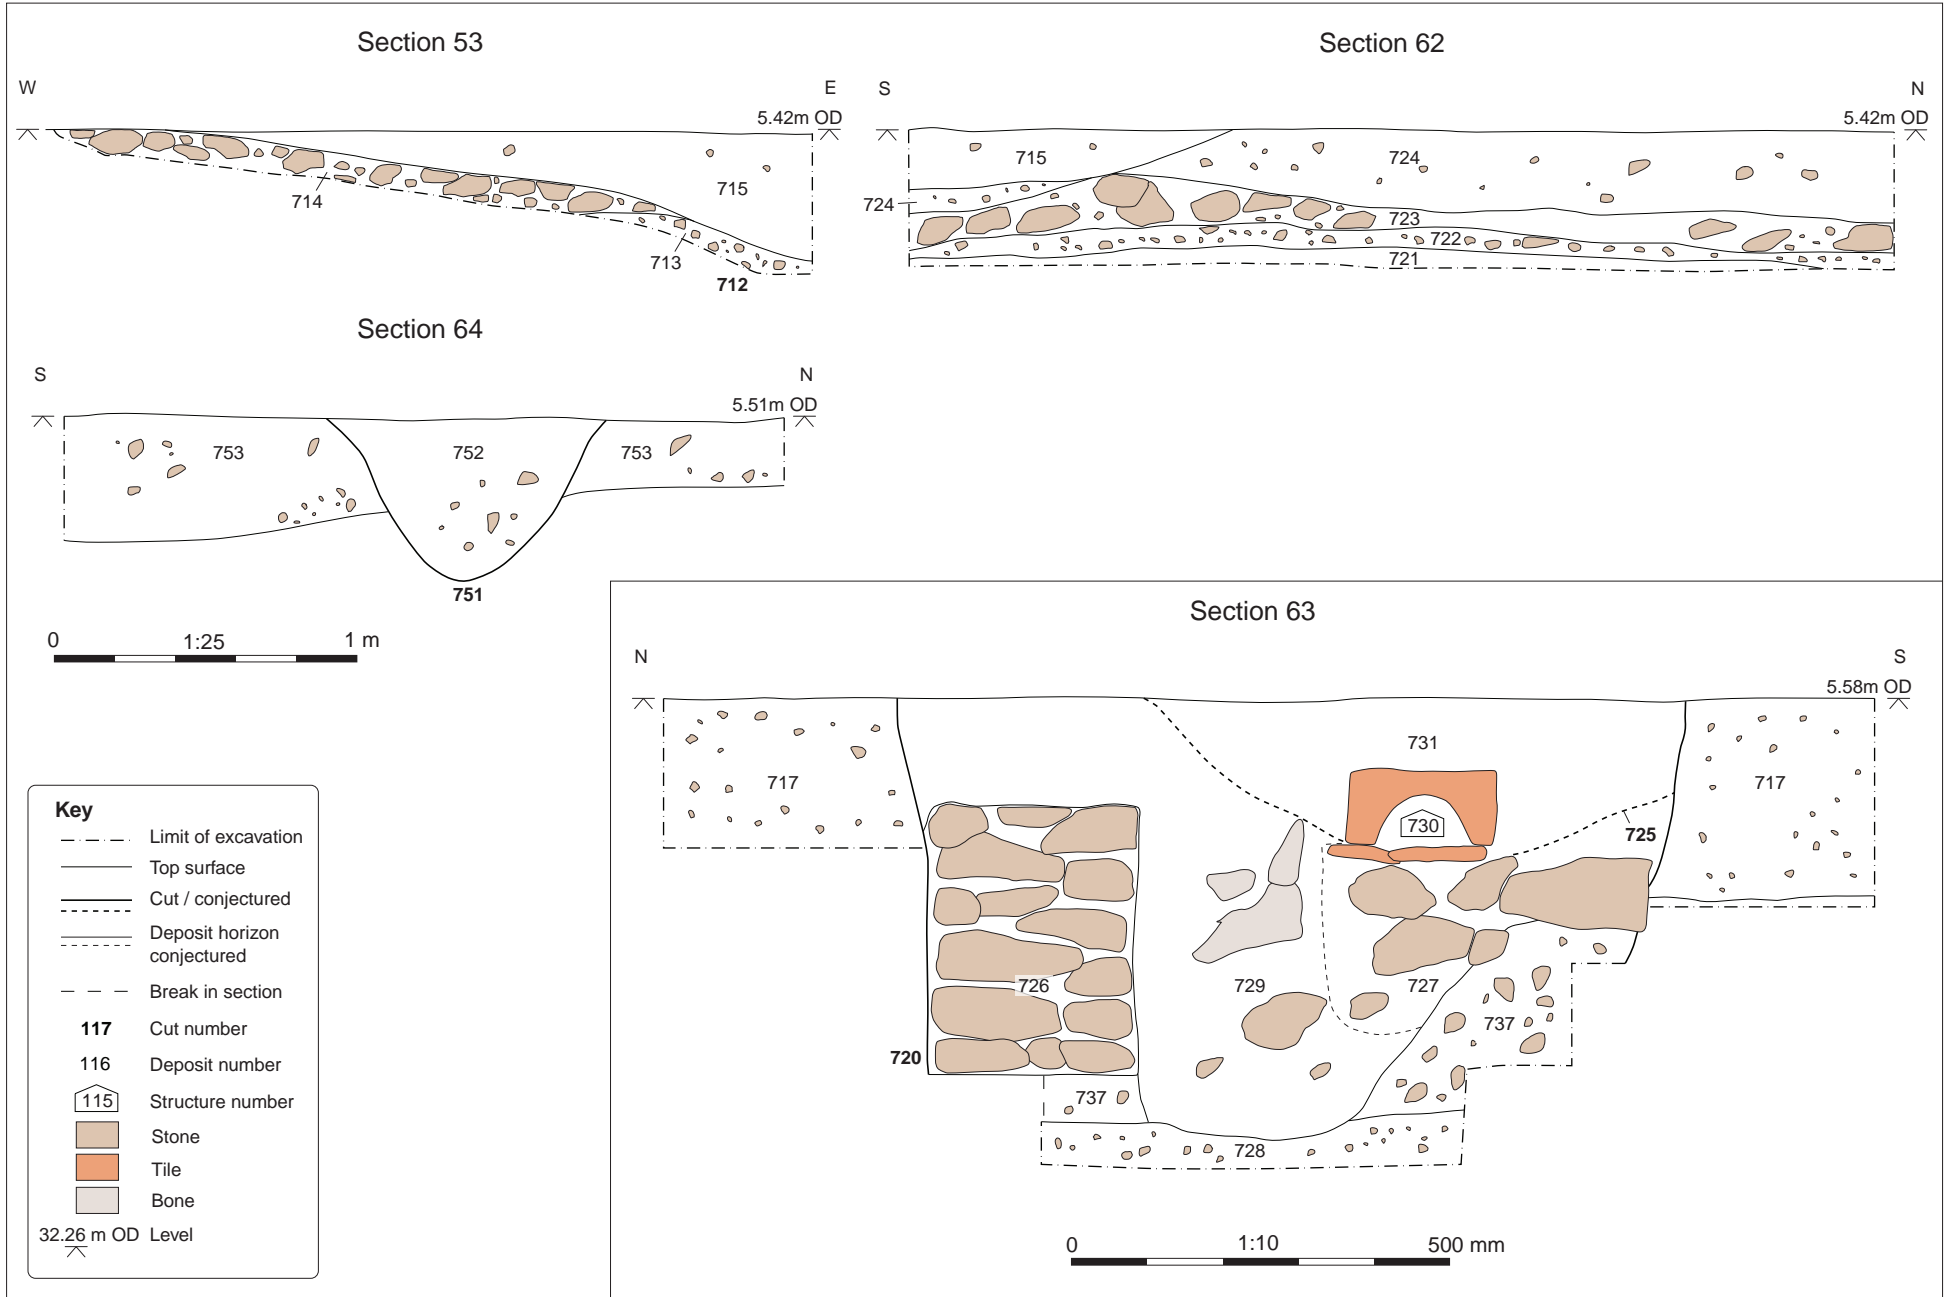 Section 53
W
E
5.42m OD
715
714
713
712
Section 62
S
N
5.42m OD
715
724
724
723
722
721
Section 64
S
N
5.51m OD
753
752
753
751
0 1:25 1 m
Section 63
N
S
5.58m OD
731
717
717
730
725
726
729
727
737
720
737
728
0 1:10 500 mm
Key
Limit of excavation
Top surface
Cut / conjectured
Deposit horizon
conjectured
Break in section
117 Cut number
116 Deposit number
115 Structure number
Stone
Tile
Bone
32.26 m OD Level